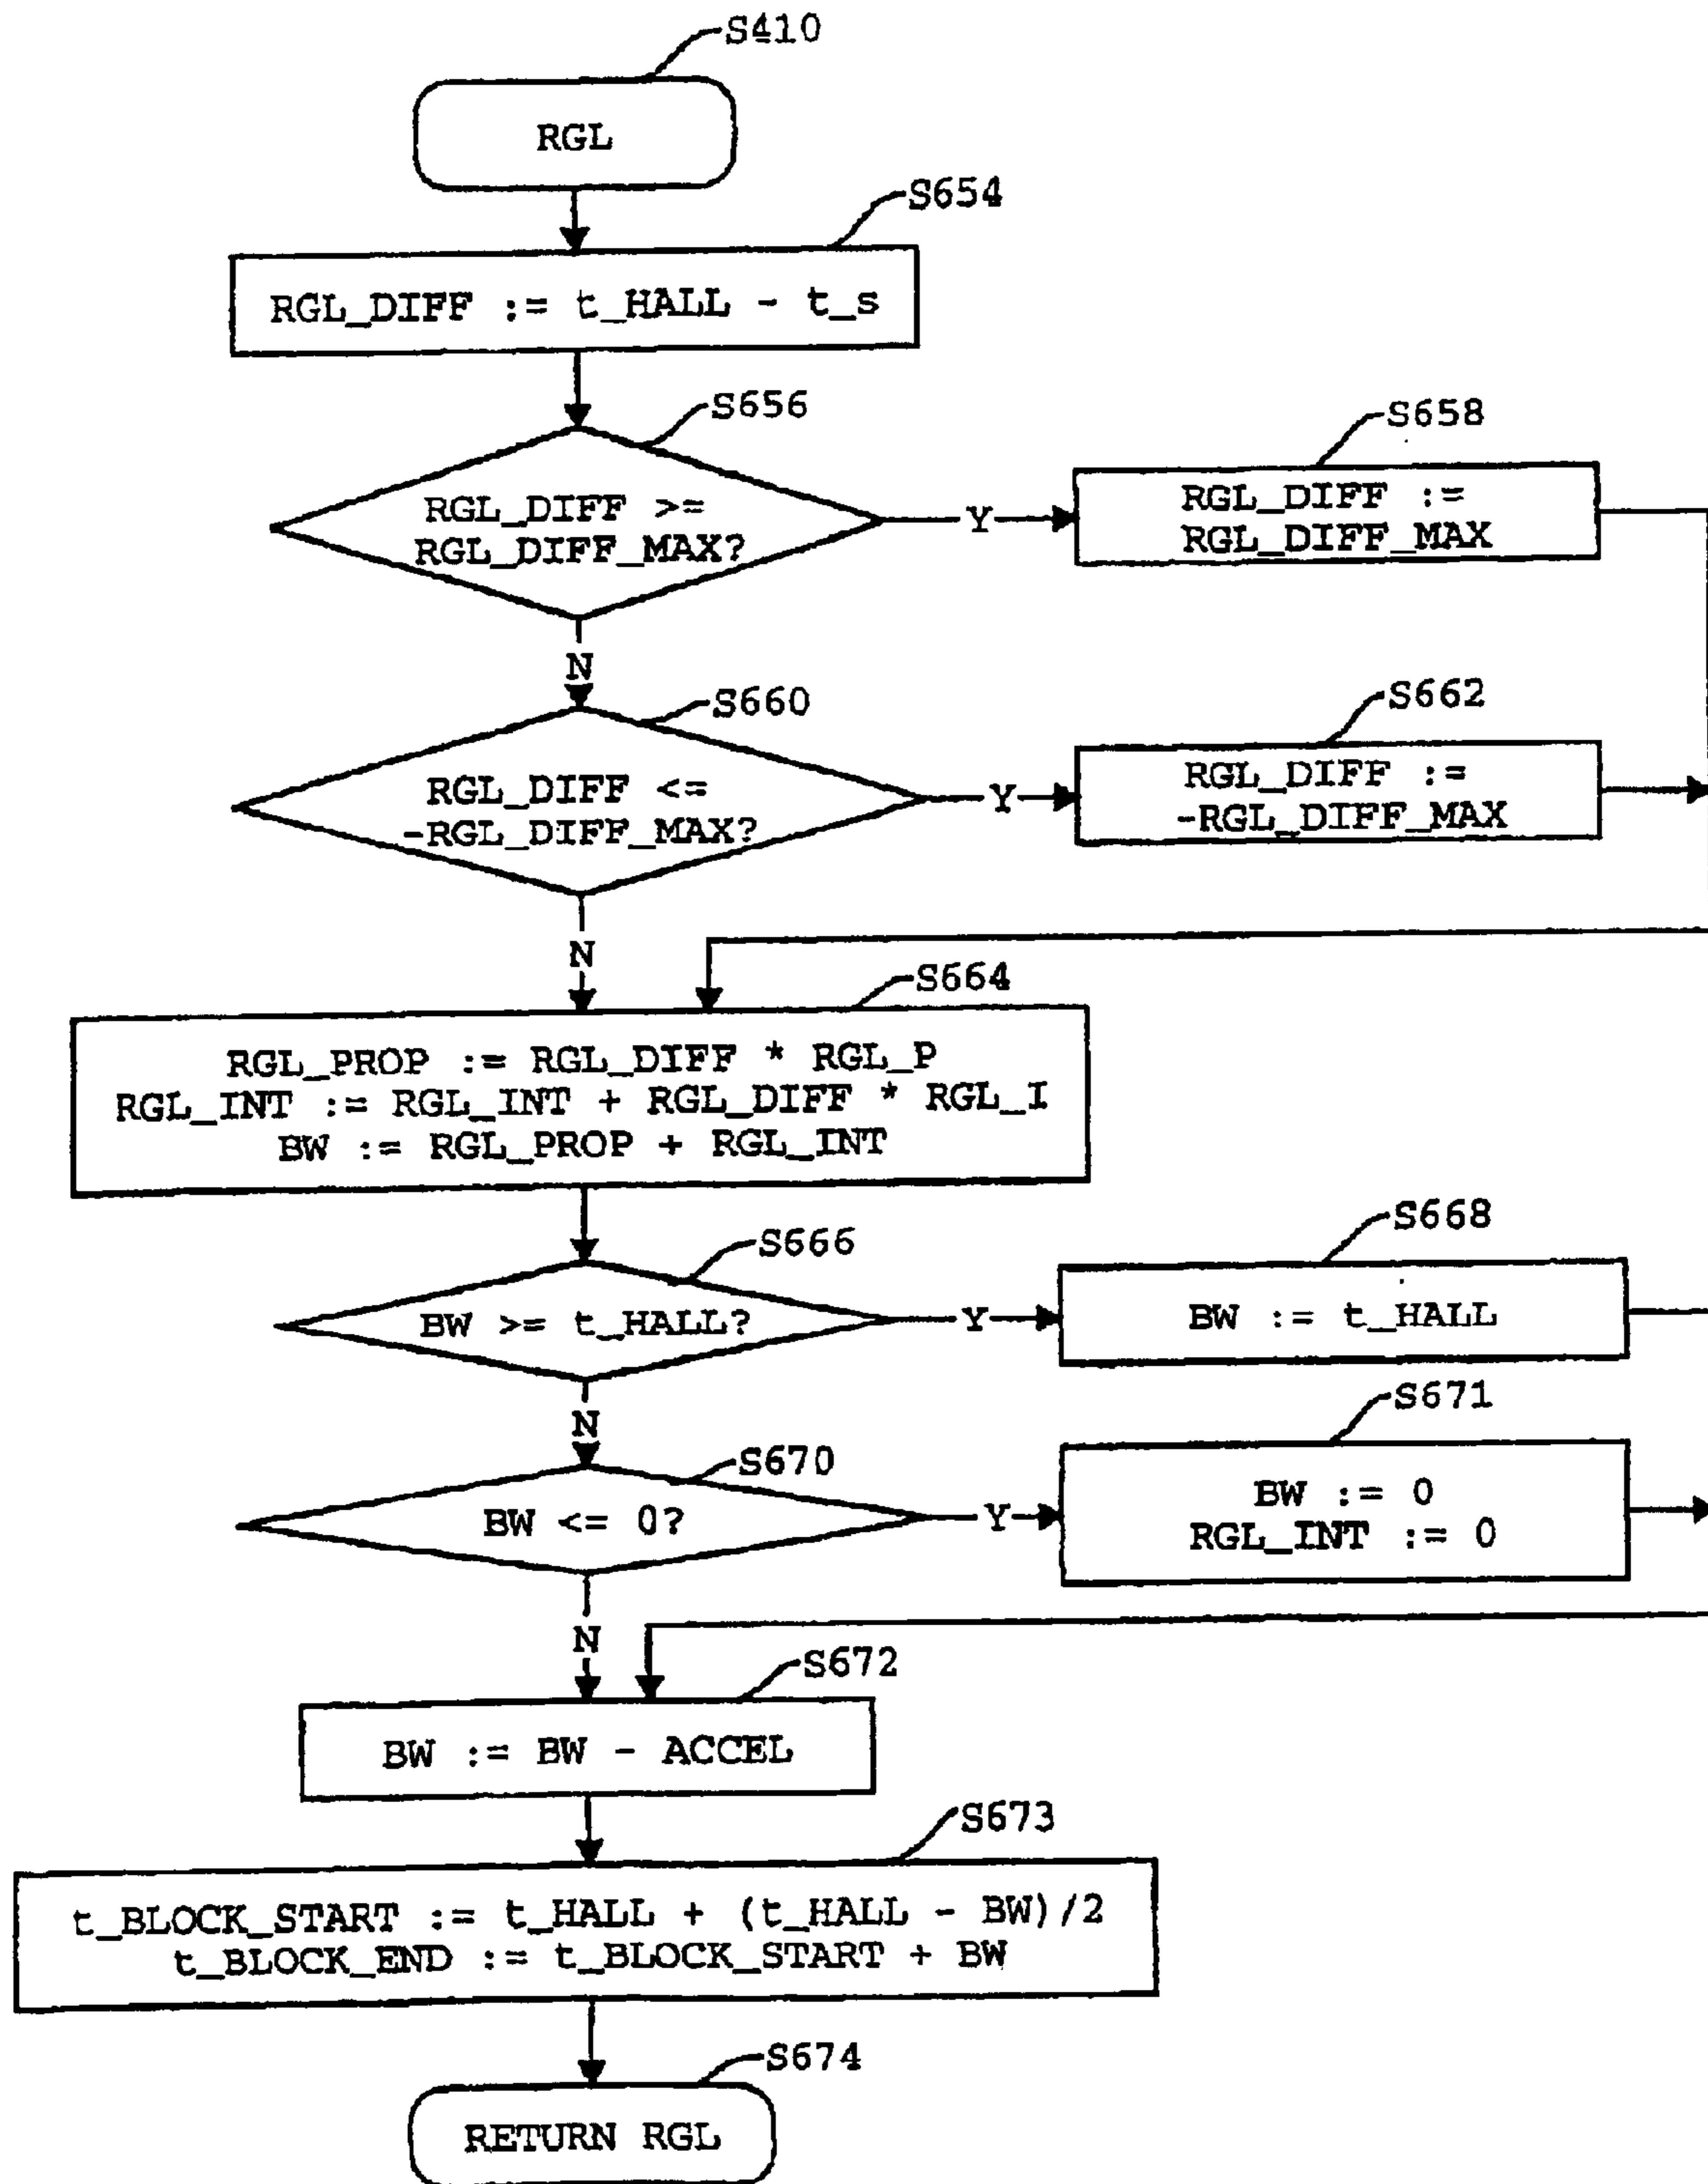 S410
RGL
S654
RGL_DIFF := t_HALL - t_s
S656
RGL_DIFF >=
RGL_DIFF_MAX?
Y
S658
RGL_DIFF :=
RGL_DIFF_MAX
N
S660
RGL_DIFF <=
-RGL_DIFF_MAX?
Y
S662
RGL_DIFF :=
-RGL_DIFF_MAX
N
S664
RGL_PROP := RGL_DIFF * RGL_P
RGL_INT := RGL_INT + RGL_DIFF * RGL_I
BW := RGL_PROP + RGL_INT
S666
BW >= t_HALL?
Y
S668
BW := t_HALL
N
S670
BW <= 0?
Y
S671
BW := 0
RGL_INT := 0
N
S672
BW := BW - ACCEL
S673
t_BLOCK_START := t_HALL + (t_HALL - BW)/2
t_BLOCK_END := t_BLOCK_START + BW
S674
RETURN RGL